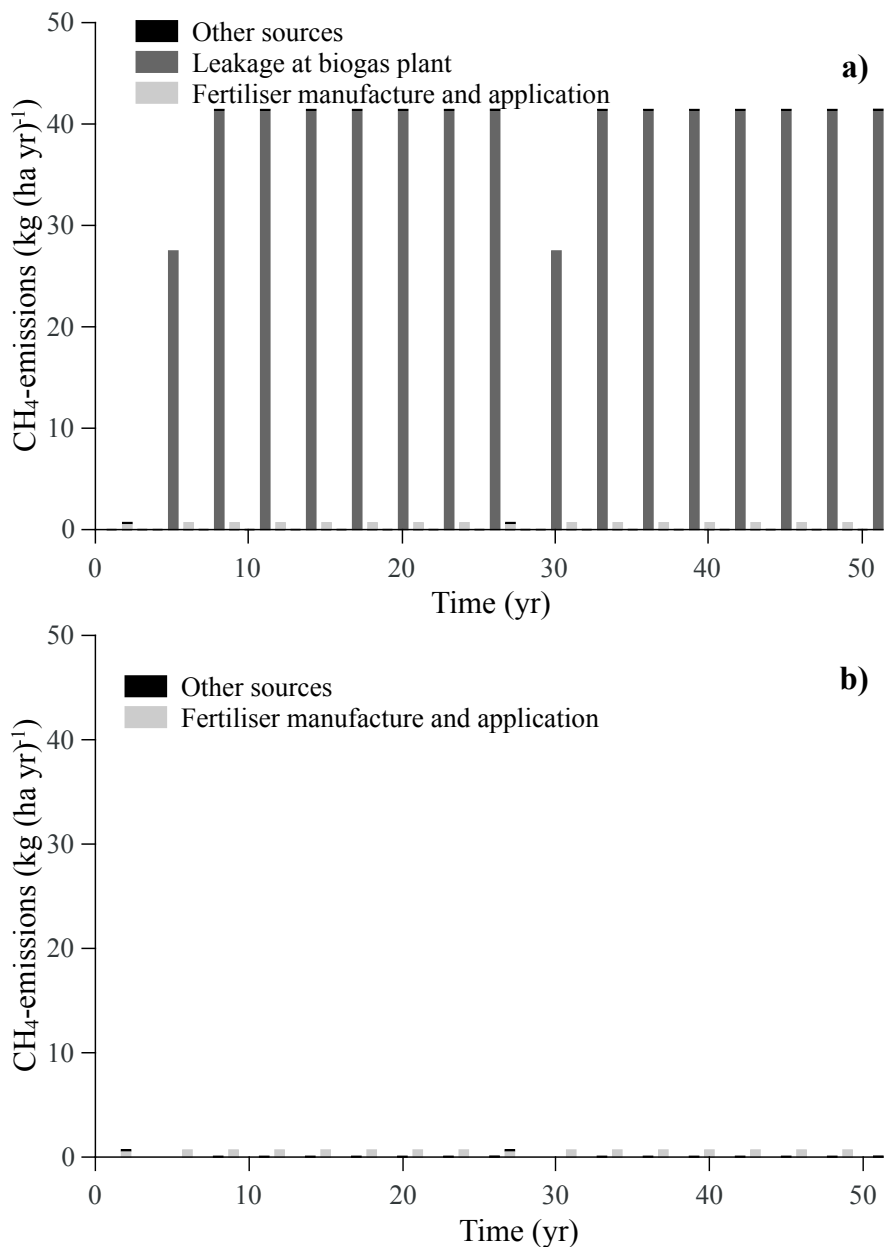 50
40
30
20
10
0
CH₄-emissions (kg (ha yr)⁻¹
Other sources
Leakage at biogas plant
Fertiliser manufacture and application
a)
0 10 20 30 40 50
Time (yr)
50
40
30
20
10
0
CH₄-emissions (kg (ha yr)⁻¹
Other sources
Fertiliser manufacture and application
b)
0 10 20 30 40 50
Time (yr)